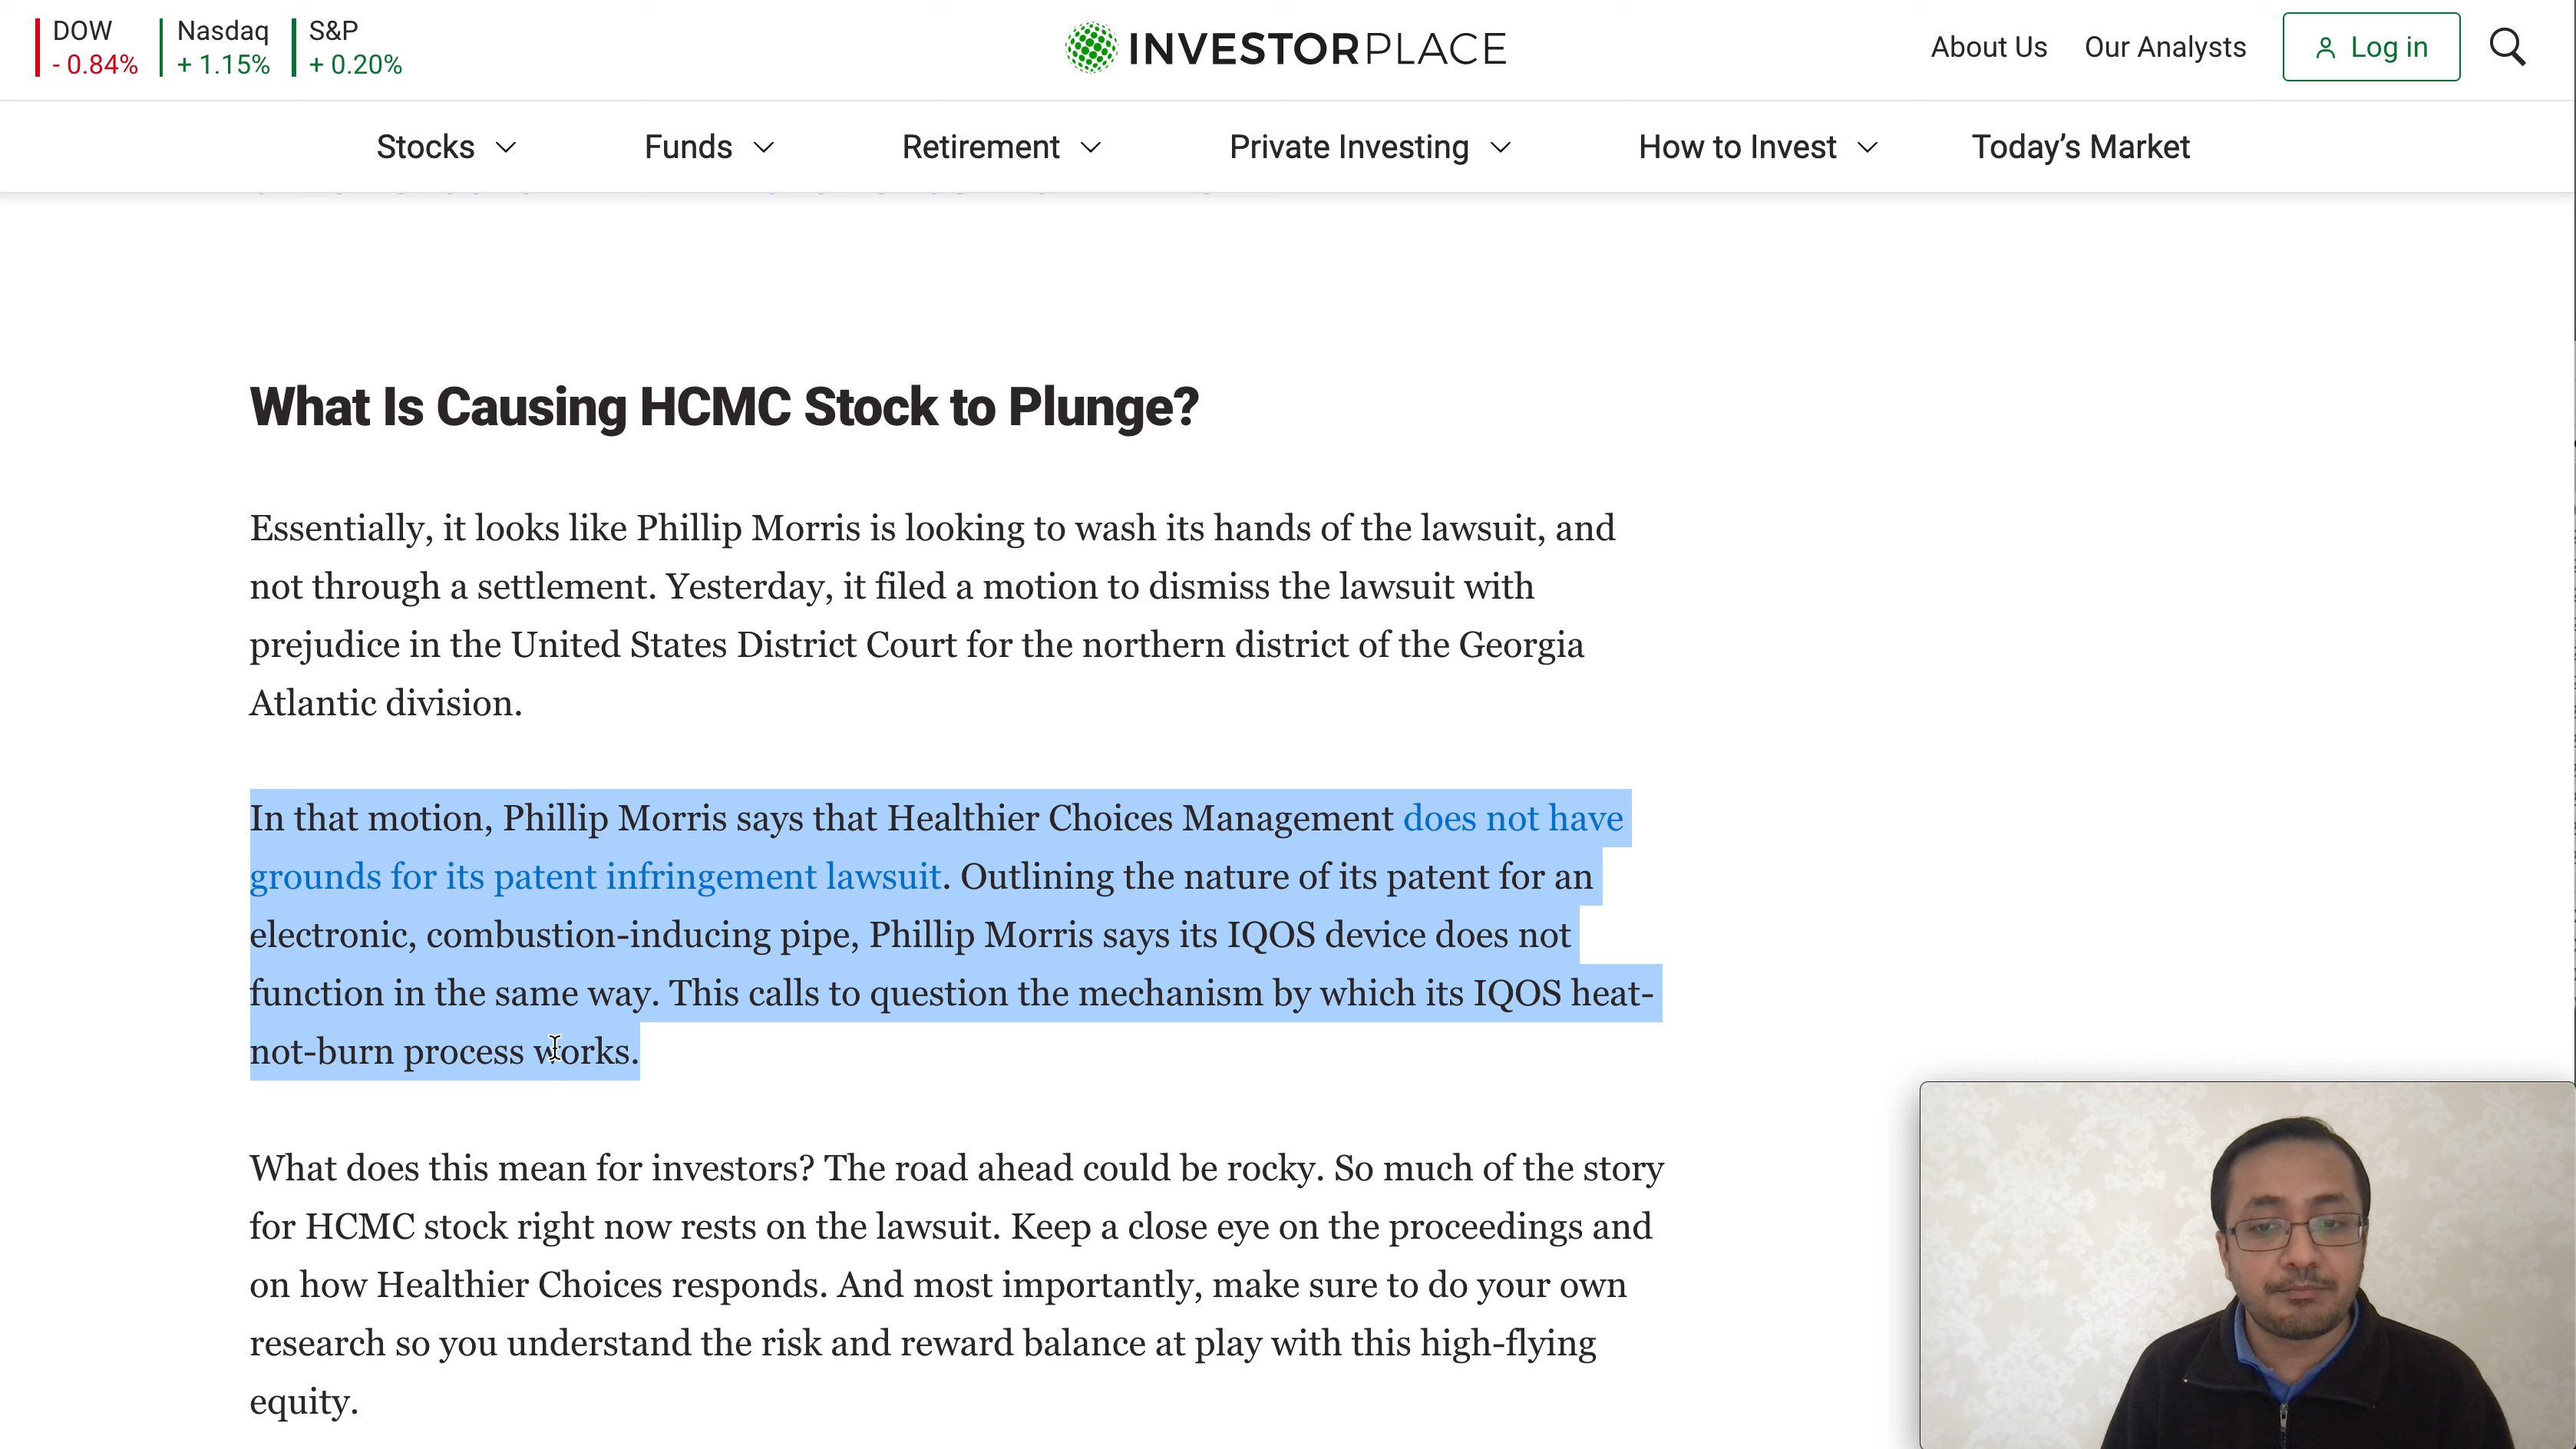 DOW
- 0.84%
Nasdaq
+ 1.15%
S&P
+ 0.20%
INVESTORPLACE
About Us
Our Analysts
Log in
Stocks
Funds
Retirement
Private Investing
How to Invest
Today's Market
What Is Causing HCMC Stock to Plunge?
Essentially, it looks like Phillip Morris is looking to wash its hands of the lawsuit, and
not through a settlement. Yesterday, it filed a motion to dismiss the lawsuit with
prejudice in the United States District Court for the northern district of the Georgia
Atlantic division.
In that motion, Phillip Morris says that Healthier Choices Management does not have
grounds for its patent infringement lawsuit. Outlining the nature of its patent for an
electronic, combustion-inducing pipe, Phillip Morris says its IQOS device does not
function in the same way. This calls to question the mechanism by which its IQOS heat-
not-burn process works.
What does this mean for investors? The road ahead could be rocky. So much of the story
for HCMC stock right now rests on the lawsuit. Keep a close eye on the proceedings and
on how Healthier Choices responds. And most importantly, make sure to do your own
research so you understand the risk and reward balance at play with this high-flying
equity.